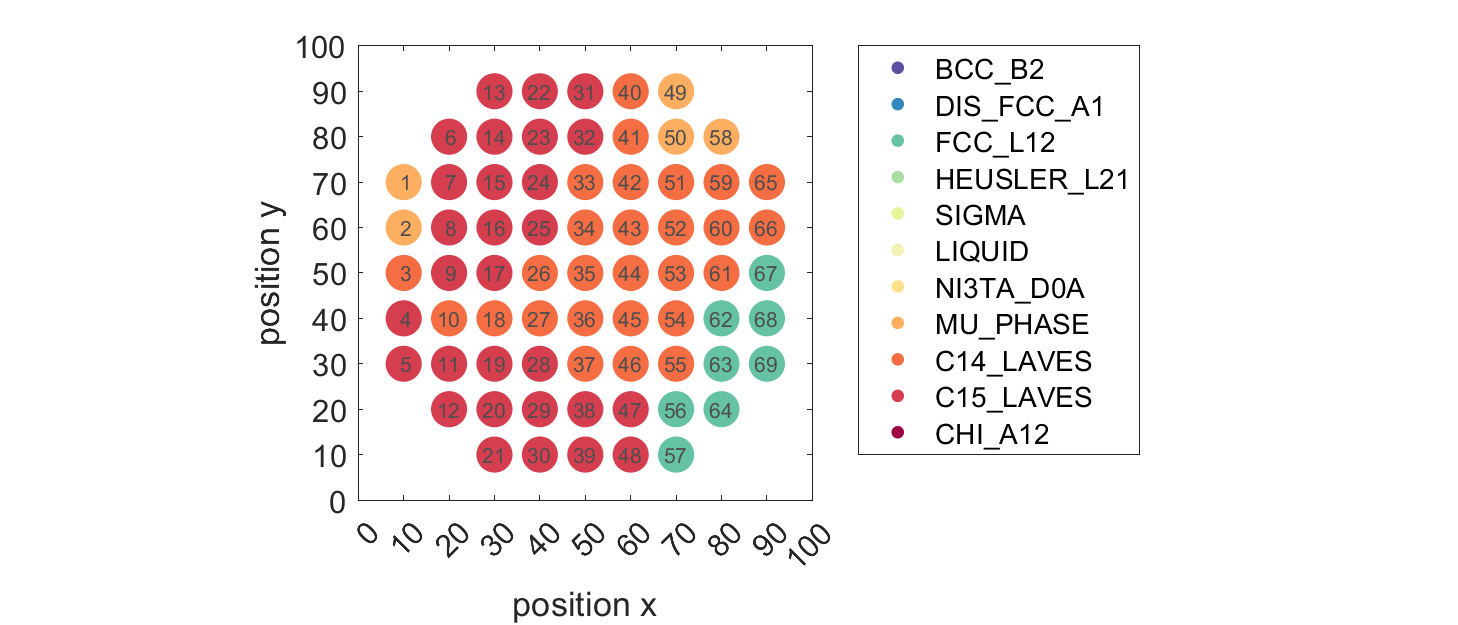 100
90
80
70
60
50
40
30
20
10
0
position y
13 22 31 40 49
6 14 23 32 41 50 58
1 7 15 24 33 42 51 59 65
2 8 16 25 34 43 52 60 66
3 9 17 26 35 44 53 61 67
4 10 18 27 36 45 54 62 68
5 11 19 28 37 46 55 63 69
12 20 29 38 47 56 64
21 30 39 48 57
0 10 20 30 40 50 60 70 80 90 100
position x
BCC_B2
DIS_FCC_A1
FCC_L12
HEUSLER_L21
SIGMA
LIQUID
NI3TA_D0A
MU_PHASE
C14_LAVES
C15_LAVES
CHI_A12